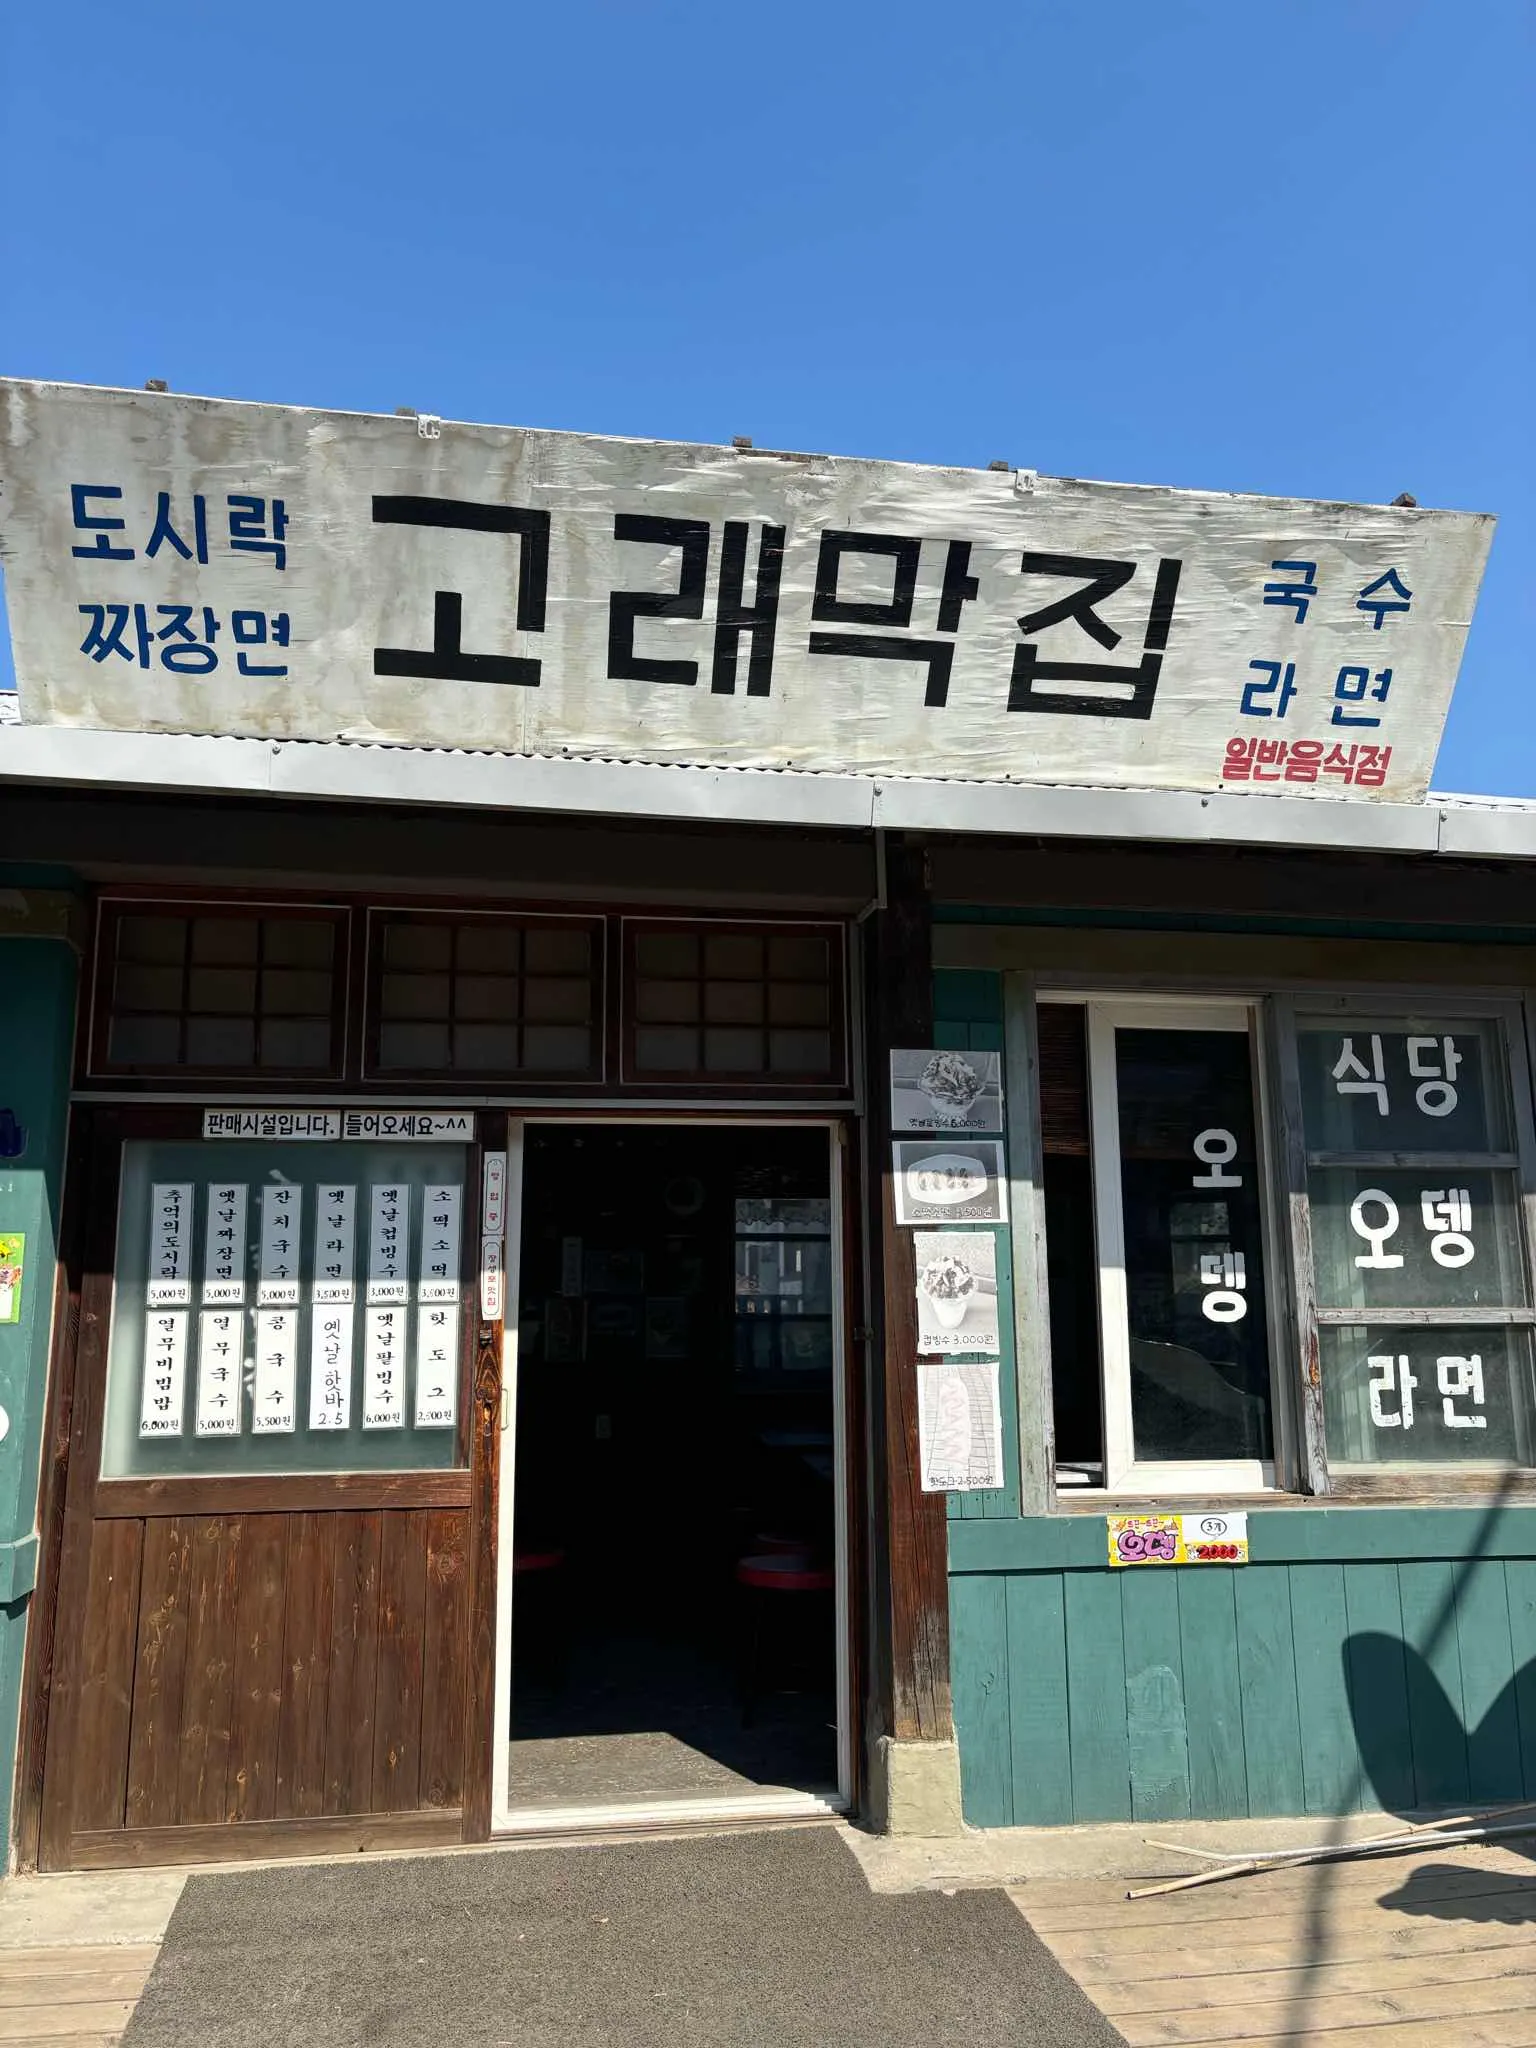 도시락
짜장면
고래막집
국수
라면
일반음식점
판매시설입니다. 들어오세요~^^
추억의도시락 5,000원
옛날짜장면 5,000원
잔치국수 5,000원
옛날라면 3,500원
옛날컵빙수 3,000원
소떡소떡 3,500원
열무비빔밥 6,000원
열무국수 5,000원
콩국수 5,500원
옛날핫바 2.5
옛날팥빙수 6,000원
핫도그 2,500원
영업중
컵빙수 3,000원
핫도그 2,500원
오뎅
식당
오뎅
라면
오뎅
3개
2000